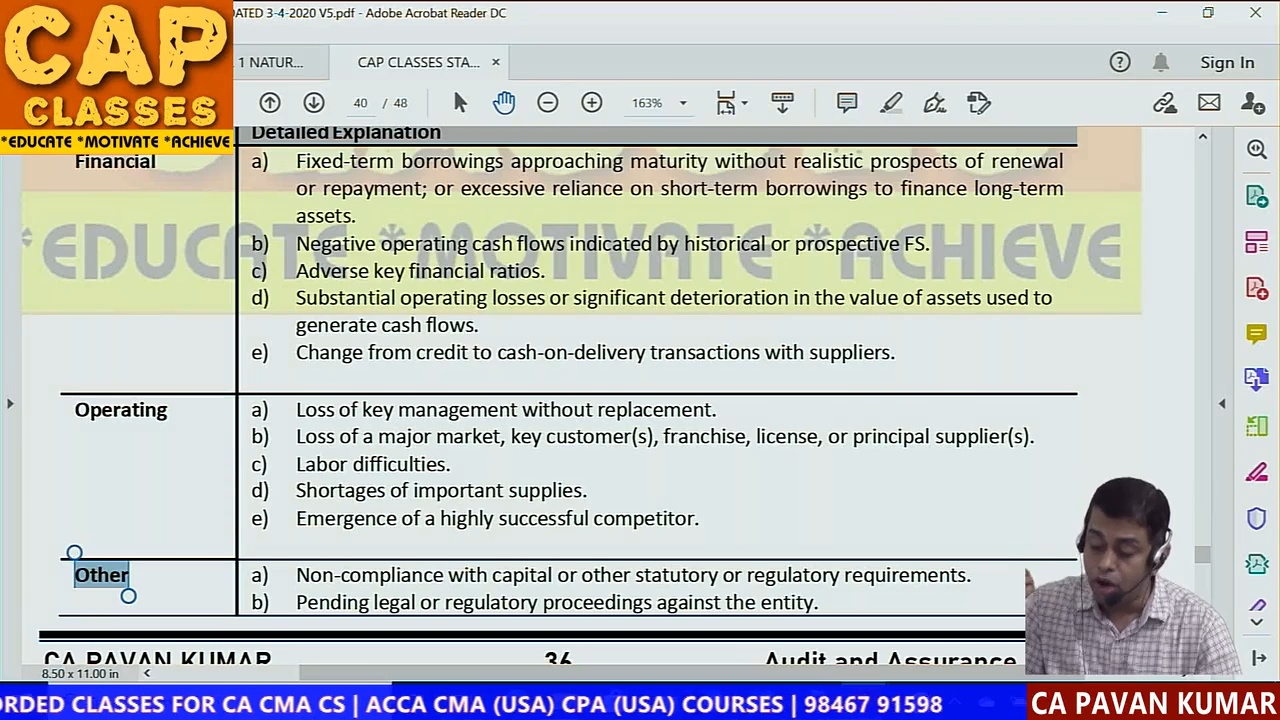 CAP
CLASSES
*EDUCATE *MOTIVATE *ACHIEVE
DATED 3-4-2020 V5.pdf - Adobe Acrobat Reader DC
1 NATUR...
CAP CLASSES STA...
Sign In
40 / 48
163%
Detailed Explanation
Financial
a) Fixed-term borrowings approaching maturity without realistic prospects of renewal
or repayment; or excessive reliance on short-term borrowings to finance long-term
assets.
b) Negative operating cash flows indicated by historical or prospective FS.
*EDUCATE *MOTIVATE *ACHIEVE
c) Adverse key financial ratios.
d) Substantial operating losses or significant deterioration in the value of assets used to
generate cash flows.
e) Change from credit to cash-on-delivery transactions with suppliers.
Operating
a) Loss of key management without replacement.
b) Loss of a major market, key customer(s), franchise, license, or principal supplier(s).
c) Labor difficulties.
d) Shortages of important supplies.
e) Emergence of a highly successful competitor.
Other
a) Non-compliance with capital or other statutory or regulatory requirements.
b) Pending legal or regulatory proceedings against the entity.
CA PAVAN KUMAR 36 Audit and Assurance
8.50 x 11.00 in
ORDED CLASSES FOR CA CMA CS | ACCA CMA (USA) CPA (USA) COURSES | 98467 91598
CA PAVAN KUMAR